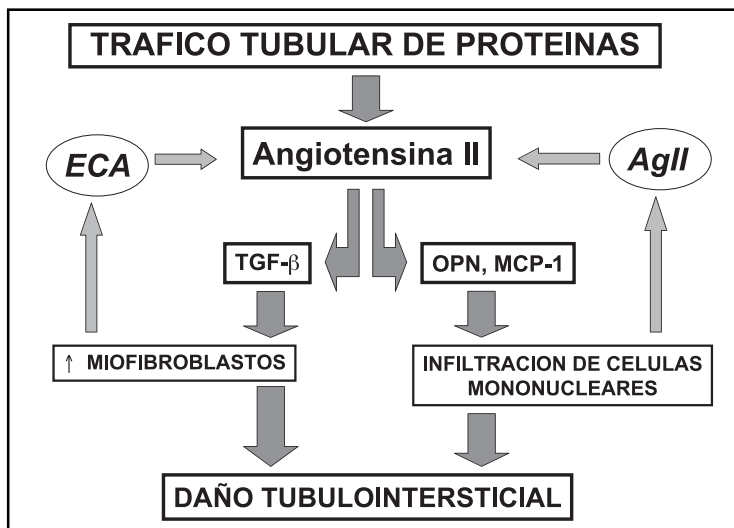 TRAFICO TUBULAR DE PROTEINAS
ECA
Angiotensina II
AgII
TGF-β
OPN, MCP-1
↑ MIOFIBROBLASTOS
INFILTRACION DE CELULAS
MONONUCLEARES
DAÑO TUBULOINTERSTICIAL